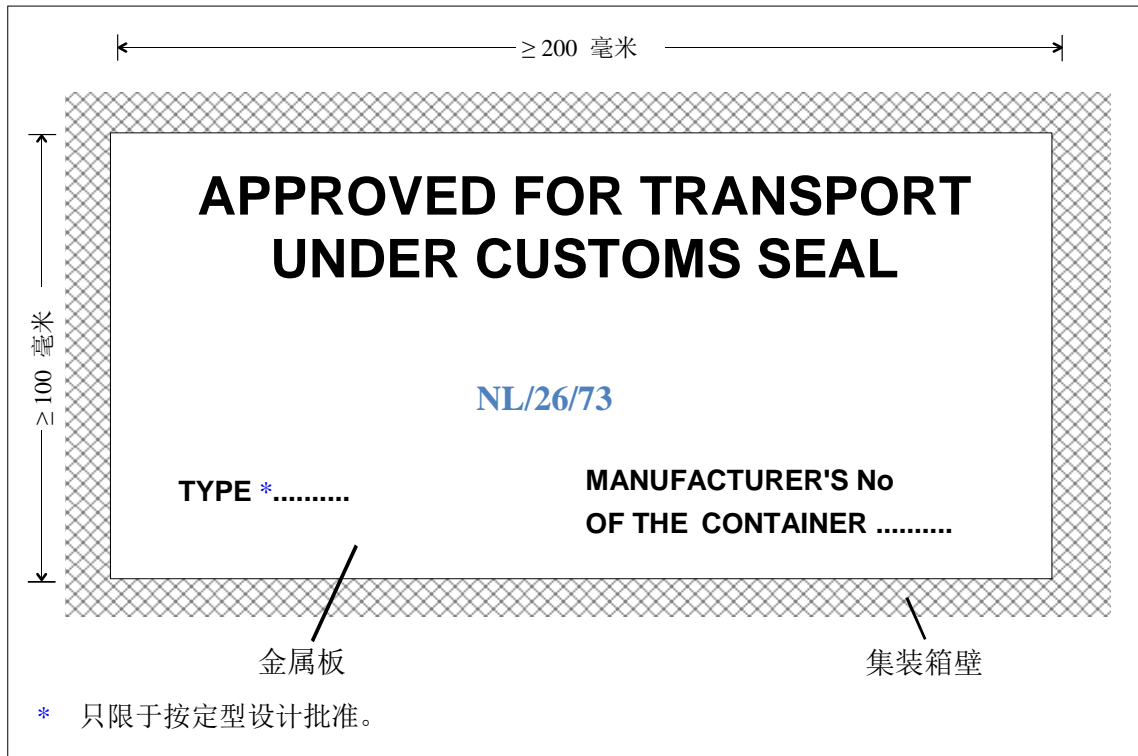 ≥ 200 毫米
≥ 100 毫米
APPROVED FOR TRANSPORT
UNDER CUSTOMS SEAL
NL/26/73
TYPE *..........
MANUFACTURER'S No
OF THE CONTAINER ..........
金属板
集装箱壁
* 只限于按定型设计批准。